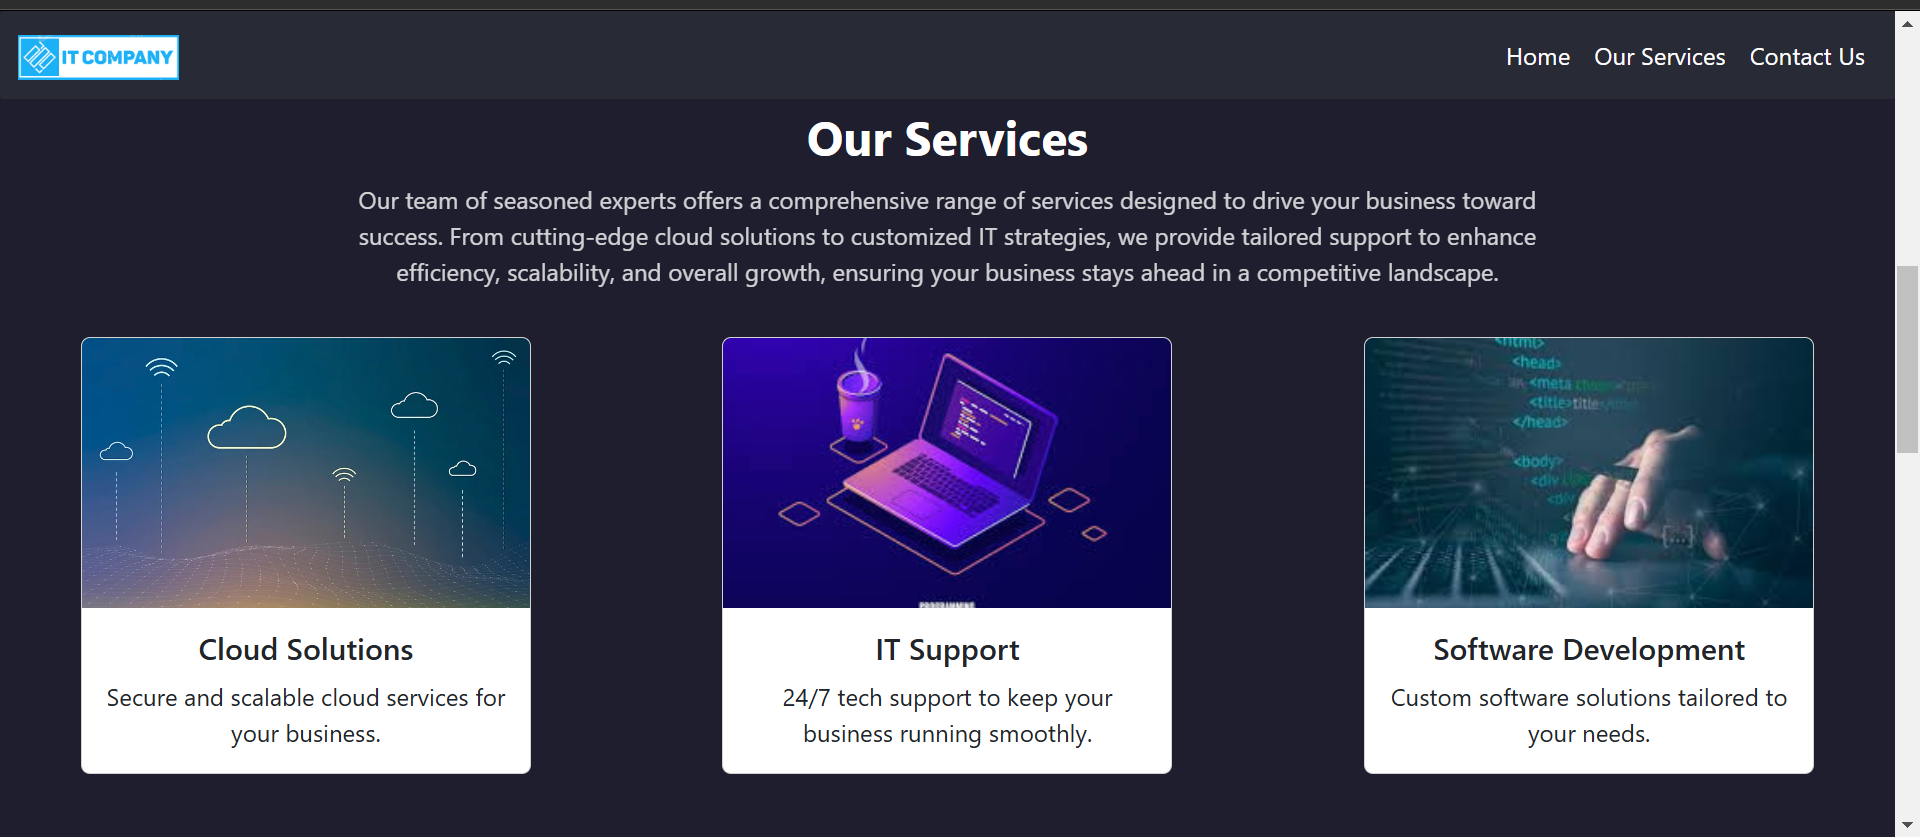 IT COMPANY
Home Our Services Contact Us
Our Services
Our team of seasoned experts offers a comprehensive range of services designed to drive your business toward
success. From cutting-edge cloud solutions to customized IT strategies, we provide tailored support to enhance
efficiency, scalability, and overall growth, ensuring your business stays ahead in a competitive landscape.
<html>
<head>
<meta
<title>title
</head>
<body>
<div
<div
Cloud Solutions
Secure and scalable cloud services for
your business.
IT Support
24/7 tech support to keep your
business running smoothly.
Software Development
Custom software solutions tailored to
your needs.